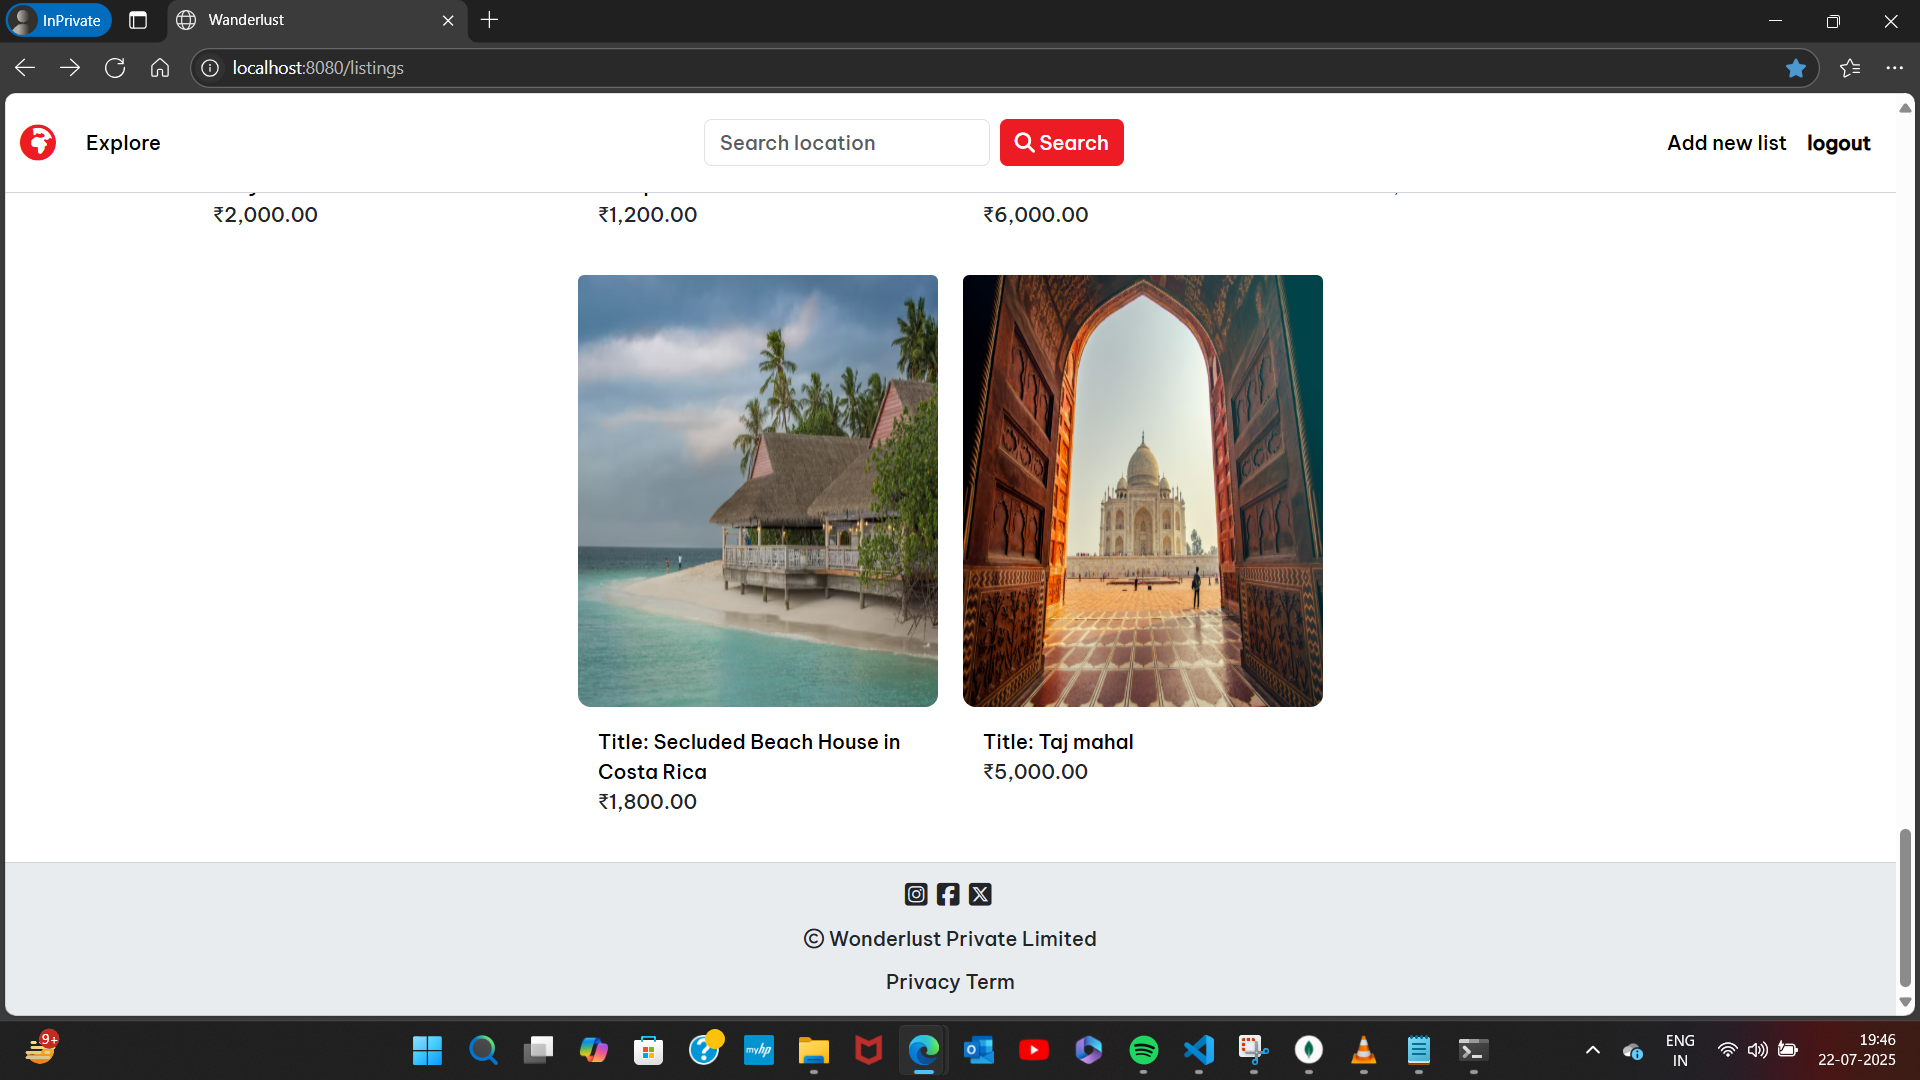 InPrivate
Wanderlust
localhost:8080/listings
Explore
Search location
Search
Add new list
logout
₹2,000.00
₹1,200.00
₹6,000.00
Title: Secluded Beach House in
Costa Rica
₹1,800.00
Title: Taj mahal
₹5,000.00
© Wonderlust Private Limited
Privacy Term
9+
myhp
ENG
IN
19:46
22-07-2025